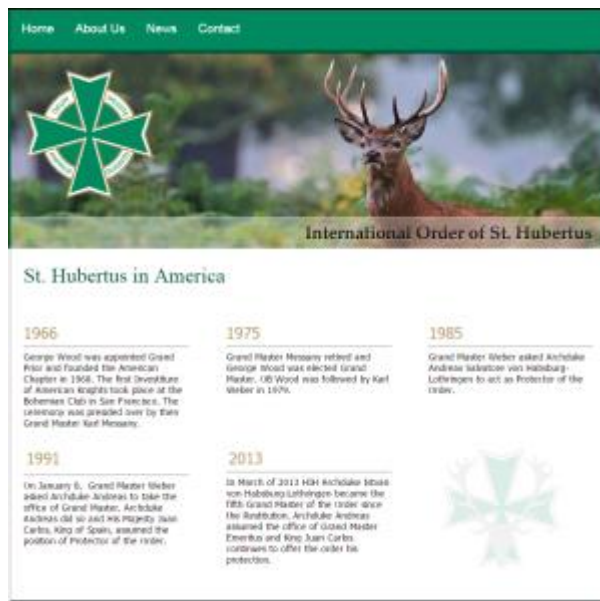 Home About Us News Contact
International Order of St. Hubertus
St. Hubertus in America
1966
George Wood was appointed Grand
Prior and founded the American
Chapter in 1968. The first Investiture
of American Knights took place at the
Bohemian Club in San Francisco. The
ceremony was presided over by then
Grand Master Karl Messany.
1975
Grand Master Messany retired and
George Wood was elected Grand
Master. UB Wood was followed by Karl
Weber in 1979.
1985
Grand Master Weber asked Archduke
Andreas Salvatore von Habsburg-
Lothringen to act as Protector of the
Order.
1991
On January 6, Grand Master Weber
asked Archduke Andreas to take the
office of Grand Master. Archduke
Andreas did so and His Majesty Juan
Carlos, King of Spain, assumed the
position of Protector of the Order.
2013
In March of 2013 HIH Archduke Istvan
von Habsburg Lothringen became the
fifth Grand Master of the Order since
the Restitution. Archduke Andreas
assumed the office of Grand Master
Emeritus and King Juan Carlos
continues to offer the order his
protection.